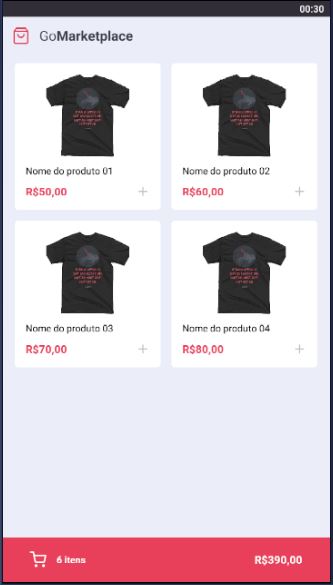 00:30
GoMarketplace
Nome do produto 01
Nome do produto 02
R$50,00 +
R$60,00 +
Nome do produto 03
Nome do produto 04
R$70,00 +
R$80,00 +
6 itens
R$390,00